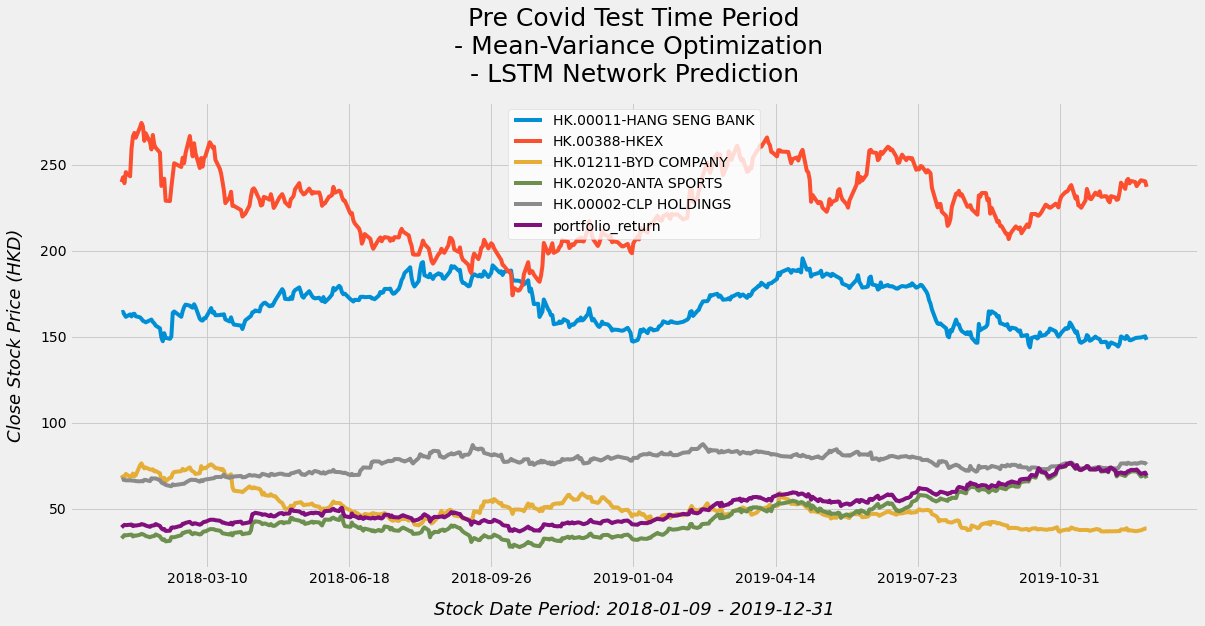 Pre Covid Test Time Period
- Mean-Variance Optimization
- LSTM Network Prediction
HK.00011-HANG SENG BANK
HK.00388-HKEX
HK.01211-BYD COMPANY
HK.02020-ANTA SPORTS
HK.00002-CLP HOLDINGS
portfolio_return
Close Stock Price (HKD)
250
200
150
100
50
2018-03-10 2018-06-18 2018-09-26 2019-01-04 2019-04-14 2019-07-23 2019-10-31
Stock Date Period: 2018-01-09 - 2019-12-31